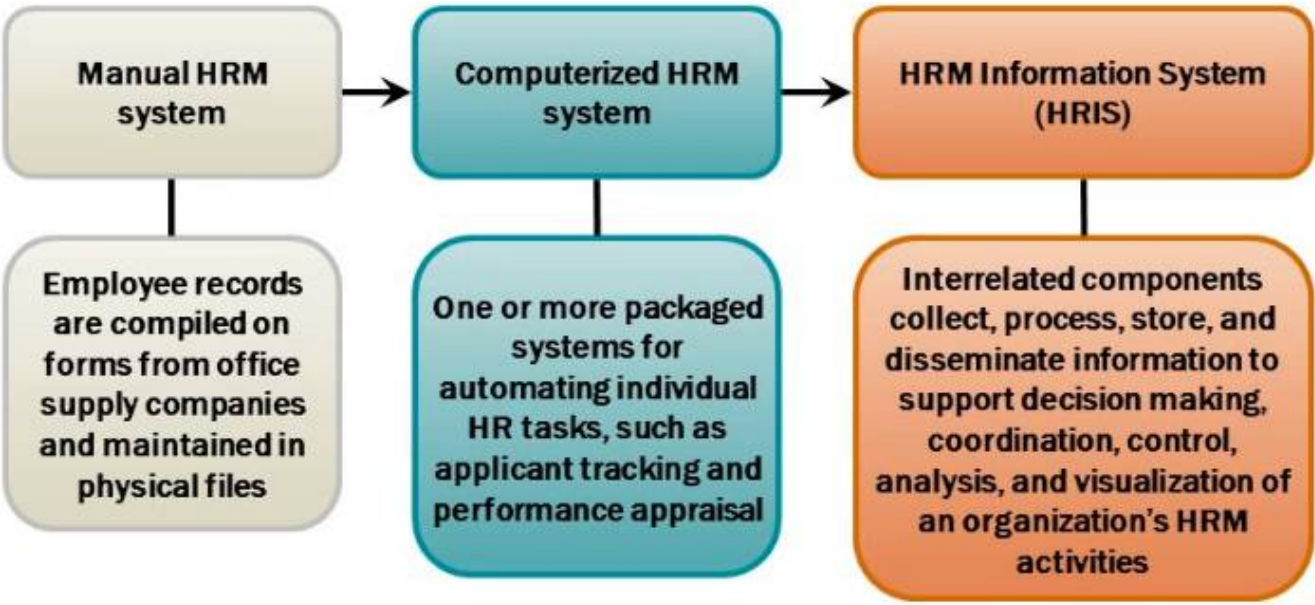 Manual HRM
system
Computerized HRM
system
HRM Information System
(HRIS)
Employee records
are compiled on
forms from office
supply companies
and maintained in
physical files
One or more packaged
systems for
automating individual
HR tasks, such as
applicant tracking and
performance appraisal
Interrelated components
collect, process, store, and
disseminate information to
support decision making,
coordination, control,
analysis, and visualization of
an organization’s HRM
activities